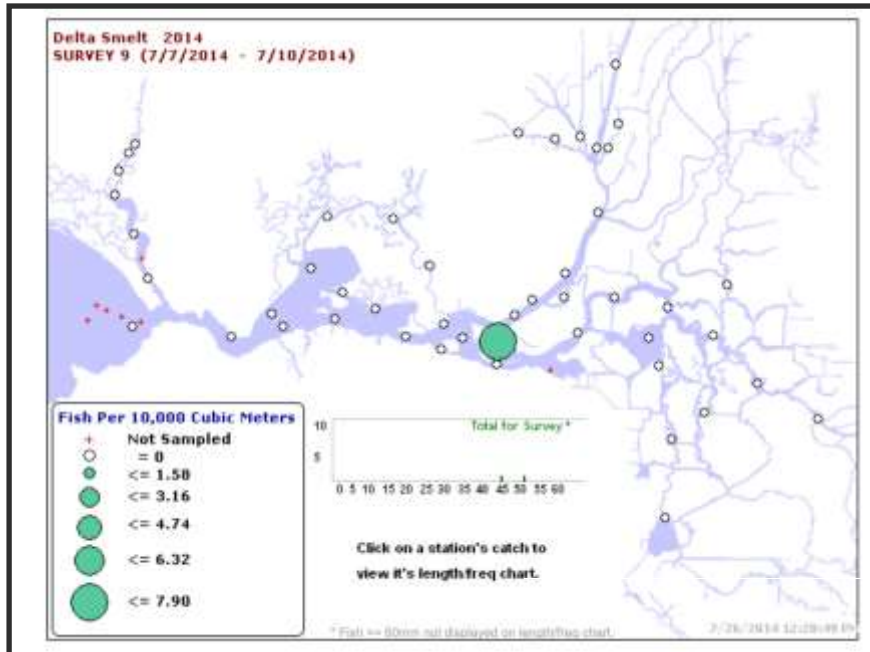 Delta Smelt 2014
SURVEY 9 (7/7/2014 - 7/10/2014)
Fish Per 10,000 Cubic Meters
Not Sampled
= 0
<= 1.58
<= 3.16
<= 4.74
<= 6.32
<= 7.90
Total for Survey *
10
5
0 5 10 15 20 25 30 35 40 45 50 55 60
Click on a station's catch to
view it's length/freq chart.
* Fish >= 60mm not displayed on length/freq chart.